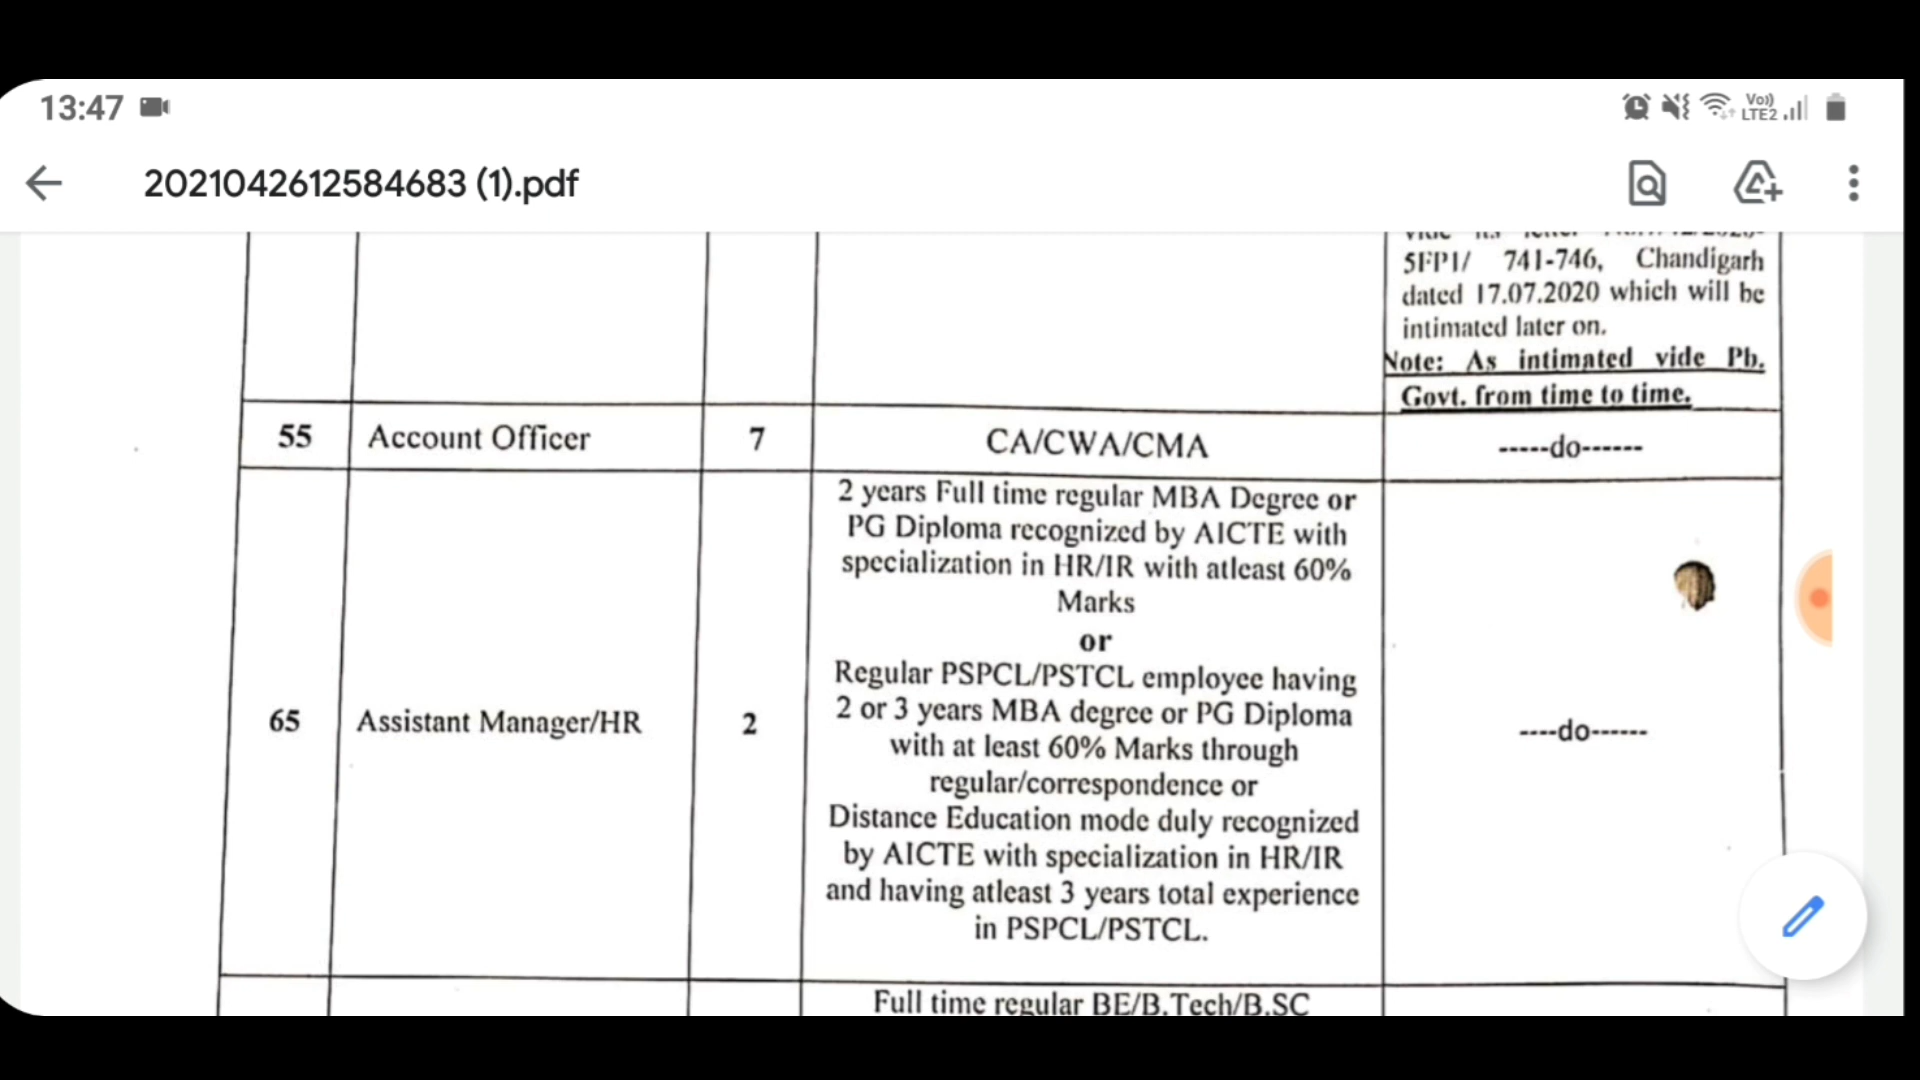 13:47
Vo))
LTE2
2021042612584683 (1).pdf
5FP1/ 741-746, Chandigarh
dated 17.07.2020 which will be
intimated later on.
Note: As intimated vide Pb.
Govt. from time to time.
55 Account Officer 7 CA/CWA/CMA -----do------
2 years Full time regular MBA Degree or
PG Diploma recognized by AICTE with
specialization in HR/IR with atleast 60%
Marks
or
Regular PSPCL/PSTCL employee having
65 Assistant Manager/HR 2 ----do------
2 or 3 years MBA degree or PG Diploma
with at least 60% Marks through
regular/correspondence or
Distance Education mode duly recognized
by AICTE with specialization in HR/IR
and having atleast 3 years total experience
in PSPCL/PSTCL.
Full time regular BE/B.Tech/B.SC